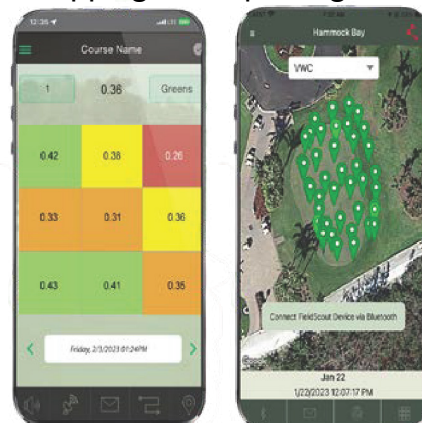 12:35
LTE
Course Name
1 0.36 Greens
0.42 0.38 0.26
0.33 0.31 0.36
0.43 0.41 0.35
Friday, 2/3/2023 01:24PM
Hammock Bay
VWC
Connect FieldScout Device via Bluetooth
Google
Jan 22
1/22/2023 12:07:17 PM